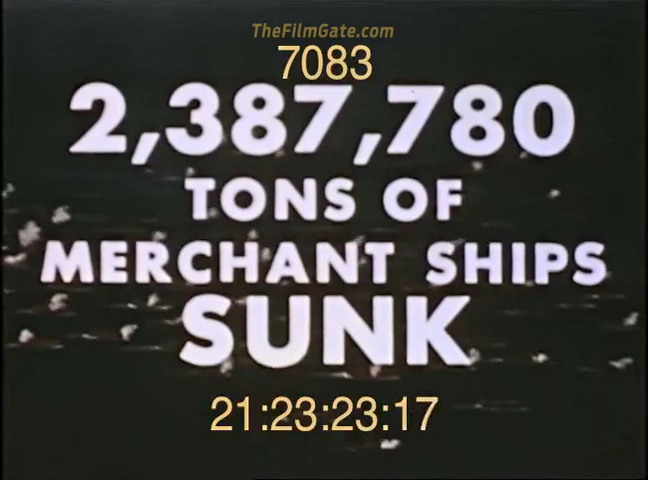 TheFilmGate.com
7083
2,387,780
TONS OF
MERCHANT SHIPS
SUNK
21:23:23:17